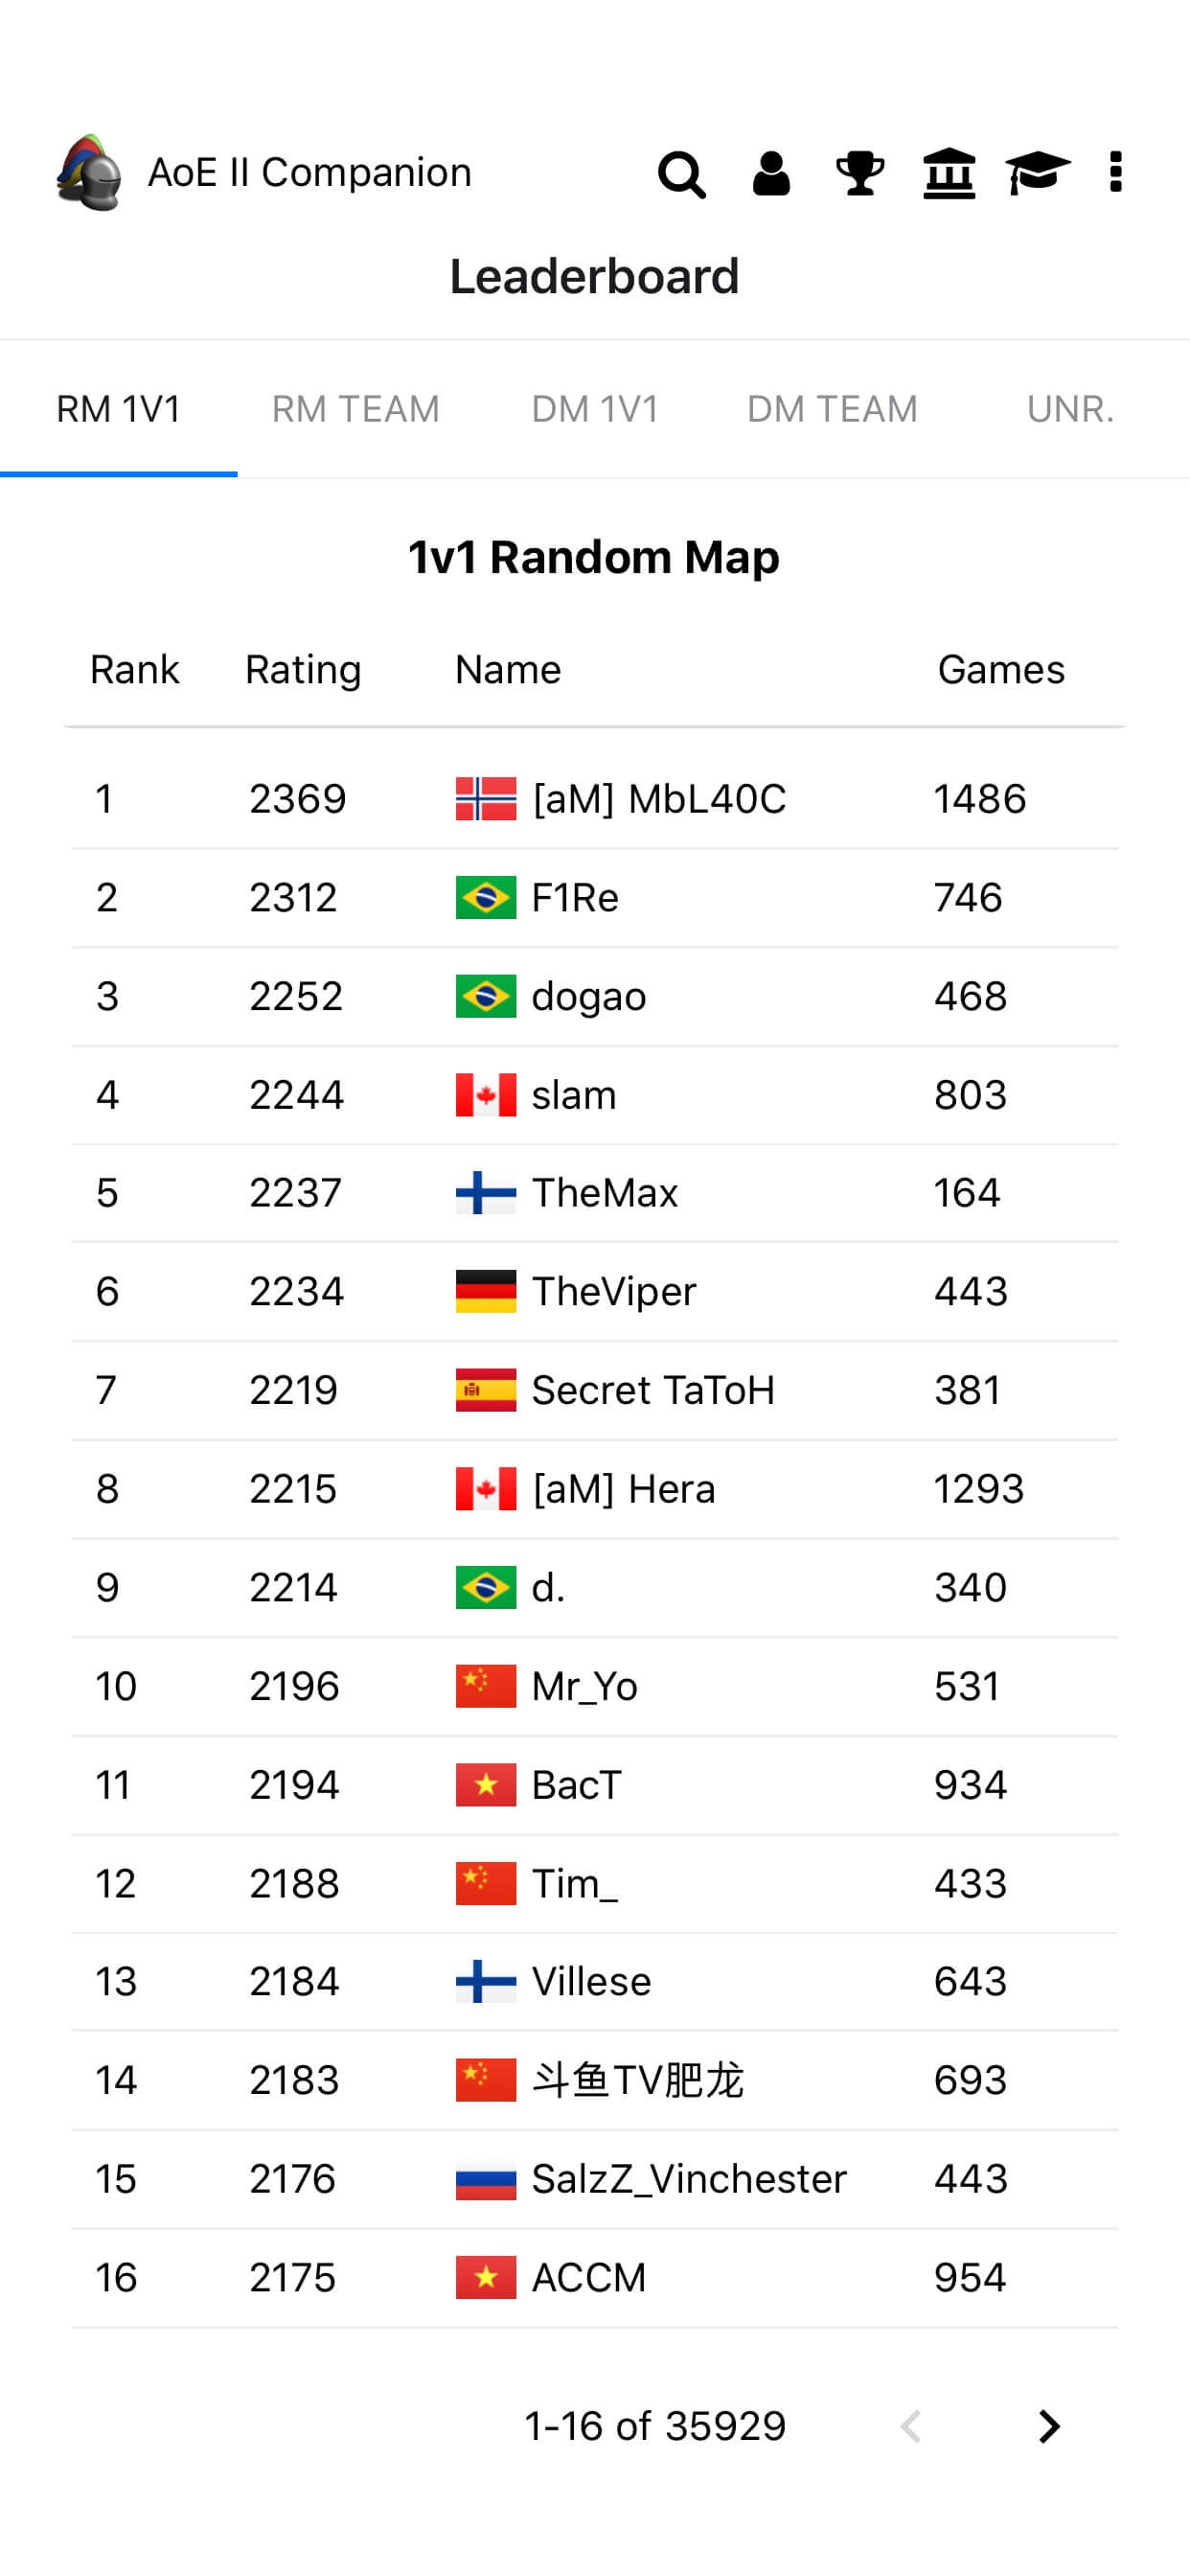 AoE II Companion
Leaderboard
RM 1V1 RM TEAM DM 1V1 DM TEAM UNR.
1v1 Random Map
Rank Rating Name Games
1 2369 [aM] MbL40C 1486
2 2312 F1Re 746
3 2252 dogao 468
4 2244 slam 803
5 2237 TheMax 164
6 2234 TheViper 443
7 2219 Secret TaToH 381
8 2215 [aM] Hera 1293
9 2214 d. 340
10 2196 Mr_Yo 531
11 2194 BacT 934
12 2188 Tim_ 433
13 2184 Villese 643
14 2183 斗鱼TV肥龙 693
15 2176 SalzZ_Vinchester 443
16 2175 ACCM 954
1-16 of 35929